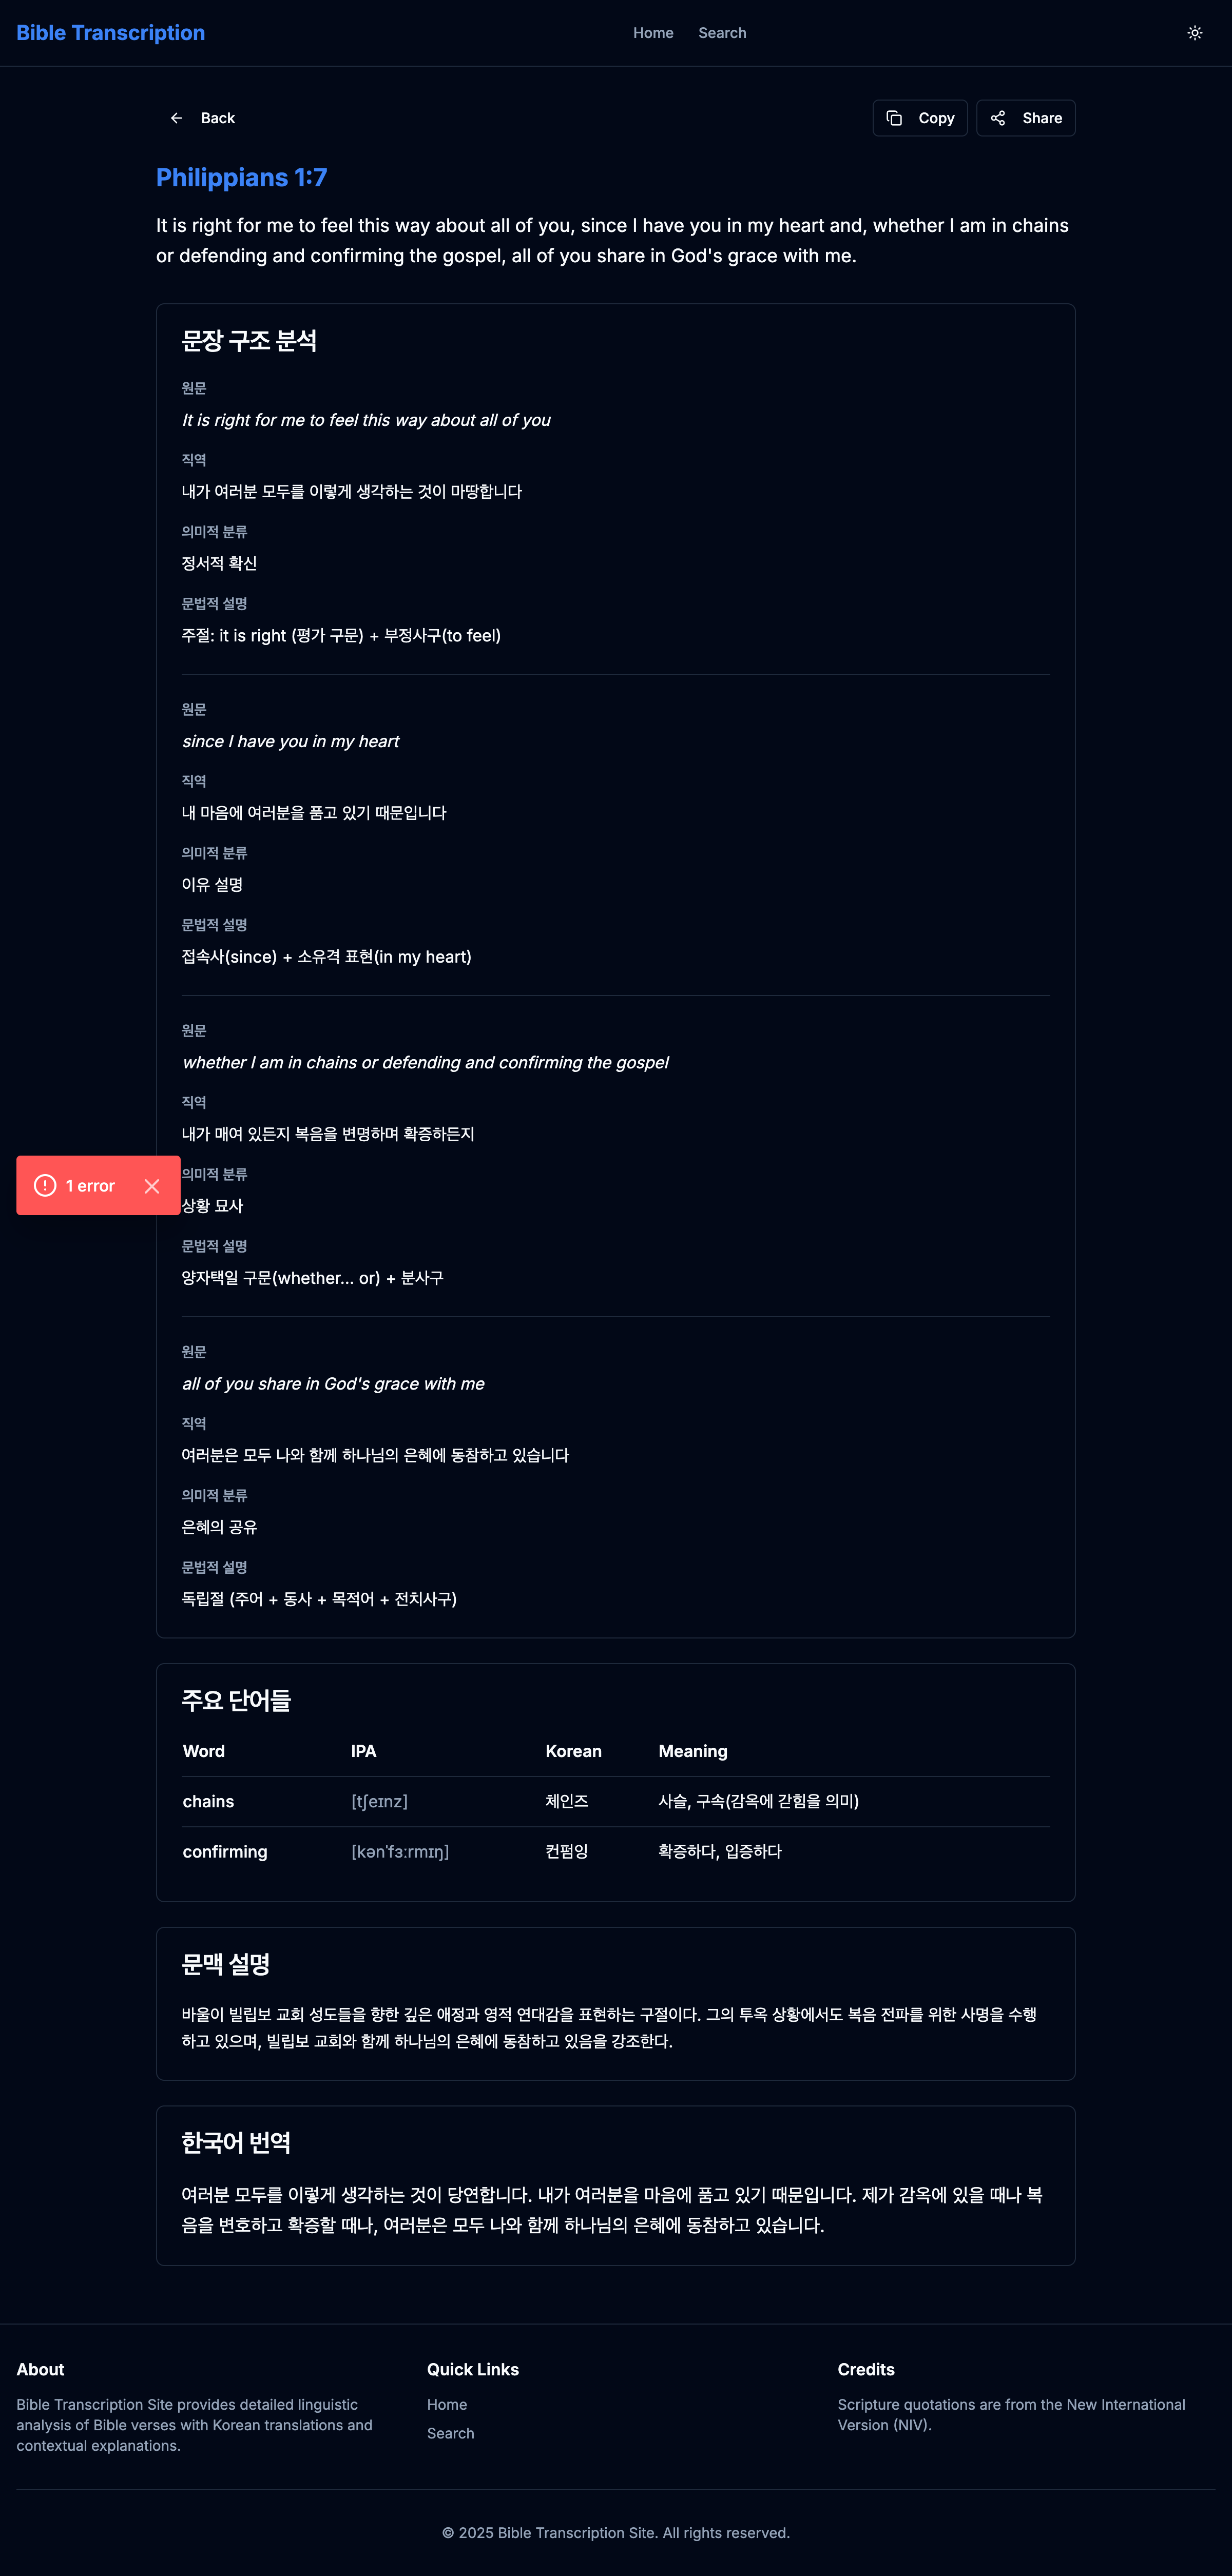 Bible Transcription
Home
Search
Back
Copy
Share
Philippians 1:7
It is right for me to feel this way about all of you, since I have you in my heart and, whether I am in chains
or defending and confirming the gospel, all of you share in God's grace with me.
문장 구조 분석
원문
It is right for me to feel this way about all of you
직역
내가 여러분 모두를 이렇게 생각하는 것이 마땅합니다
의미적 분류
정서적 확신
문법적 설명
주절: it is right (평가 구문) + 부정사구(to feel)
원문
since I have you in my heart
직역
내 마음에 여러분을 품고 있기 때문입니다
의미적 분류
이유 설명
문법적 설명
접속사(since) + 소유격 표현(in my heart)
원문
whether I am in chains or defending and confirming the gospel
직역
내가 매여 있든지 복음을 변명하며 확증하든지
의미적 분류
1 error
상황 묘사
문법적 설명
양자택일 구문(whether... or) + 분사구
원문
all of you share in God's grace with me
직역
여러분은 모두 나와 함께 하나님의 은혜에 동참하고 있습니다
의미적 분류
은혜의 공유
문법적 설명
독립절 (주어 + 동사 + 목적어 + 전치사구)
주요 단어들
Word IPA Korean Meaning
chains [tʃeɪnz] 체인즈 사슬, 구속(감옥에 갇힘을 의미)
confirming [kənˈfɜːrmɪŋ] 컨펌잉 확증하다, 입증하다
문맥 설명
바울이 빌립보 교회 성도들을 향한 깊은 애정과 영적 연대감을 표현하는 구절이다. 그의 투옥 상황에서도 복음 전파를 위한 사명을 수행
하고 있으며, 빌립보 교회와 함께 하나님의 은혜에 동참하고 있음을 강조한다.
한국어 번역
여러분 모두를 이렇게 생각하는 것이 당연합니다. 내가 여러분을 마음에 품고 있기 때문입니다. 제가 감옥에 있을 때나 복
음을 변호하고 확증할 때나, 여러분은 모두 나와 함께 하나님의 은혜에 동참하고 있습니다.
About
Bible Transcription Site provides detailed linguistic
analysis of Bible verses with Korean translations and
contextual explanations.
Quick Links
Home
Search
Credits
Scripture quotations are from the New International
Version (NIV).
© 2025 Bible Transcription Site. All rights reserved.